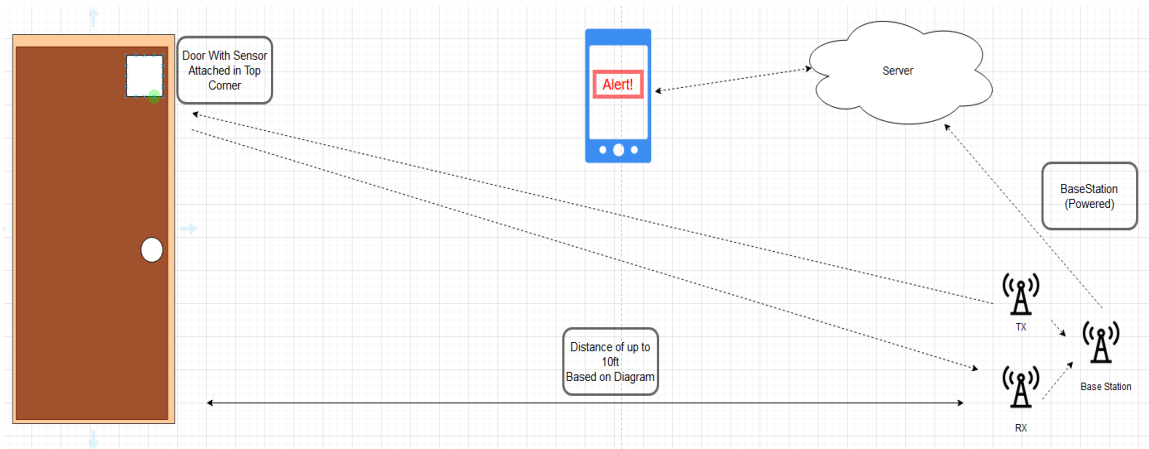 Door With Sensor
Attached in Top
Corner
Alert!
Server
BaseStation
(Powered)
TX
Distance of up to
10ft
Based on Diagram
Base Station
RX